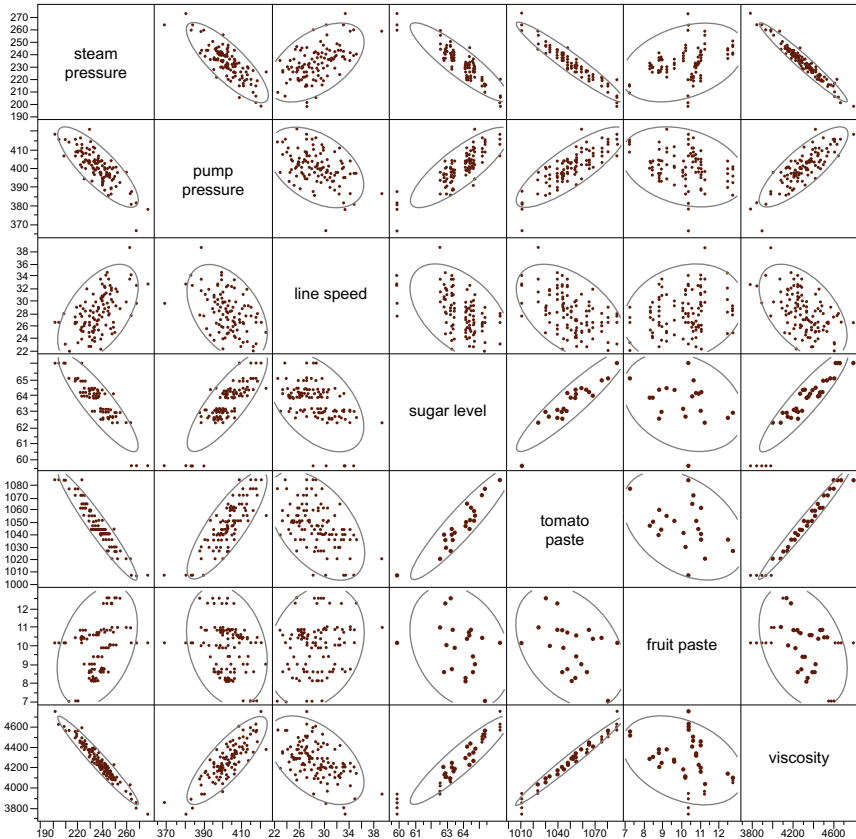 270
260
250
240
230
220
210
200
190
steam
pressure
410
400
390
380
370
pump
pressure
38
36
34
32
30
28
26
24
22
line speed
65
64
63
62
61
60
sugar level
1080
1070
1060
1050
1040
1030
1020
1010
1000
tomato
paste
12
11
10
9
8
7
fruit paste
4600
4400
4200
4000
3800
viscosity
190 200 220 240 260
370 390 410
22 26 30 34 38
60 61 63 64
1010 1040 1070
7 8 9 10 11 12
3800 4200 4600